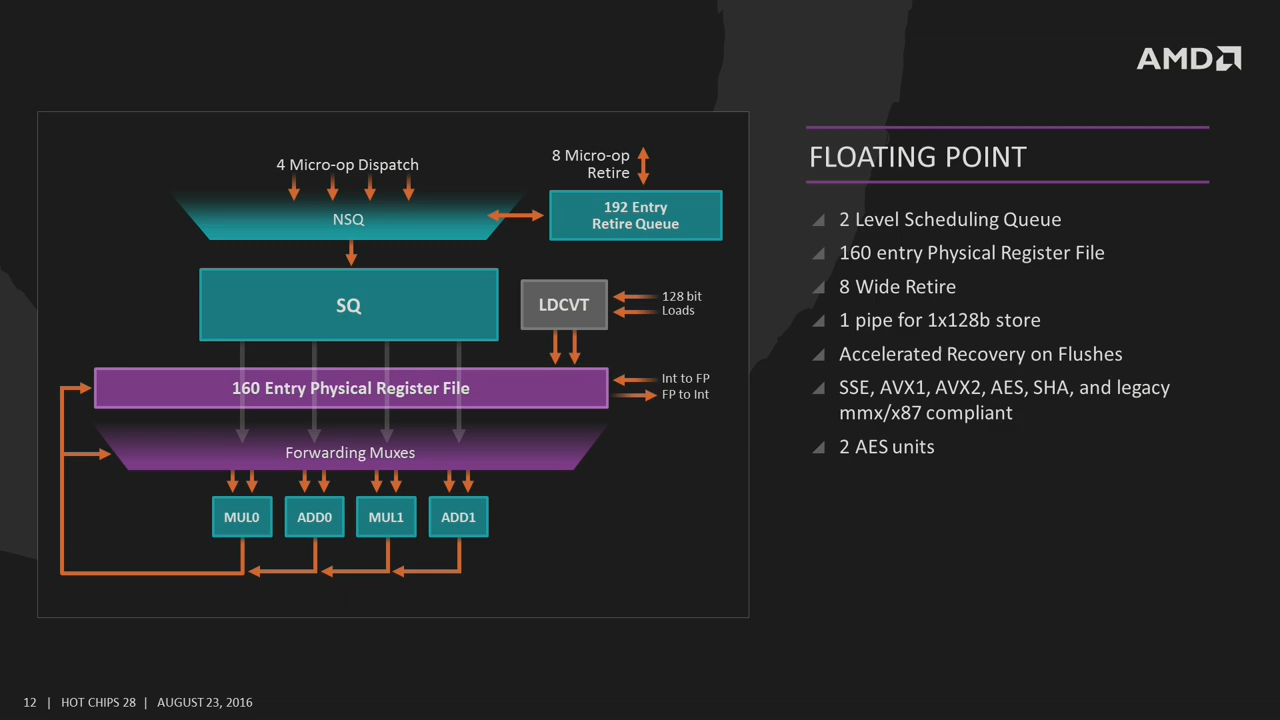 AMD
4 Micro-op Dispatch
8 Micro-op
Retire
NSQ
192 Entry
Retire Queue
SQ
LDCVT
128 bit
Loads
160 Entry Physical Register File
Int to FP
FP to Int
Forwarding Muxes
MUL0
ADD0
MUL1
ADD1
FLOATING POINT
2 Level Scheduling Queue
160 entry Physical Register File
8 Wide Retire
1 pipe for 1x128b store
Accelerated Recovery on Flushes
SSE, AVX1, AVX2, AES, SHA, and legacy
mmx/x87 compliant
2 AES units
12 | HOT CHIPS 28 | AUGUST 23, 2016